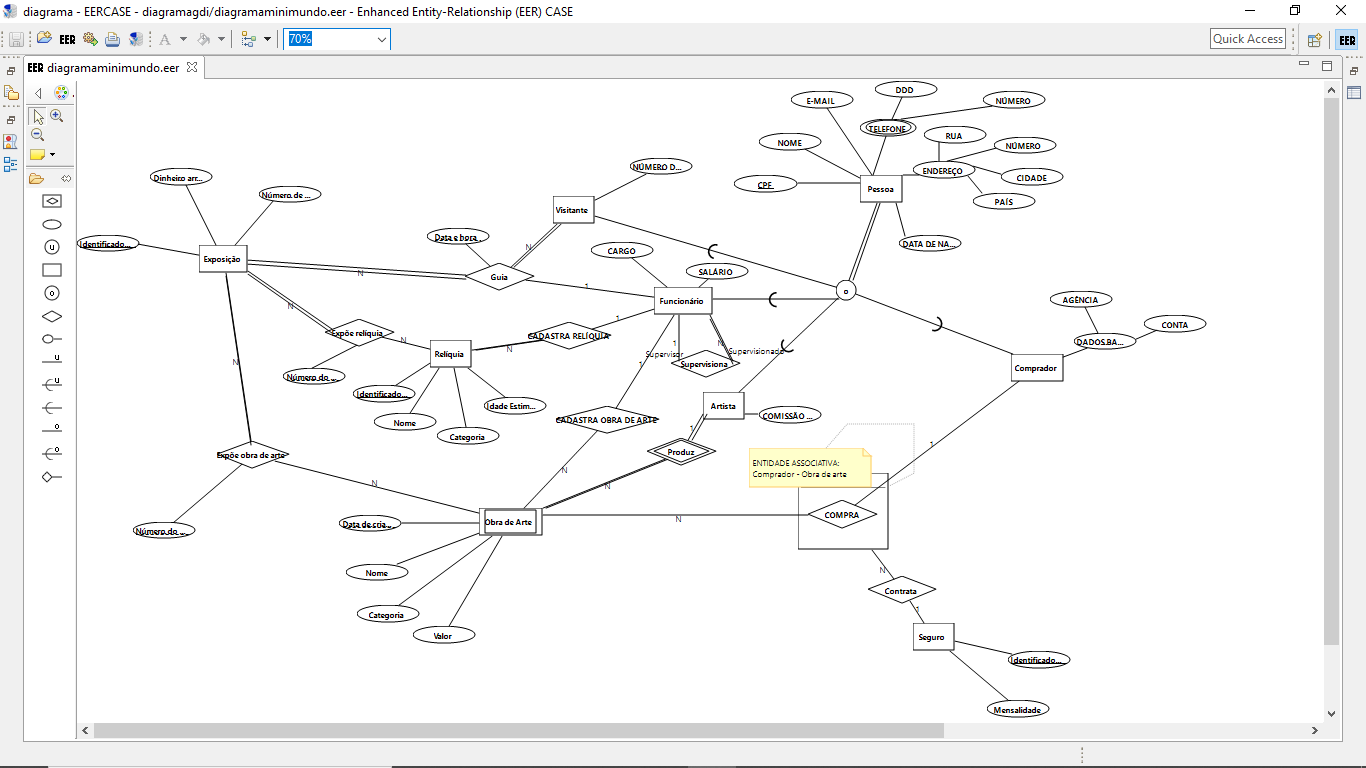 diagrama - EERCASE - diagramagdi/diagramaminimundo.eer - Enhanced Entity-Relationship (EER) CASE
EER
A
70%
Quick Access
EER
EER diagramaminimundo.eer
u
o
u
u
o
o
DDD
E-MAIL
NÚMERO
TELEFONE
RUA
NOME
NÚMERO
ENDEREÇO
CIDADE
CPF
Pessoa
PAÍS
DATA DE NA...
NÚMERO D...
Visitante
Dinheiro arr...
Número de ...
Identificado...
Exposição
Data e hora .
N
Guia
N
1
CARGO
SALÁRIO
Funcionário
o
AGÊNCIA
CONTA
DADOS BA...
Comprador
N
Expõe relíquia
N
Relíquia
N
CADASTRA RELÍQUIA
1
Supervisor
1
N
Supervisionado
Supervisiona
Número do ...
Identificado...
Nome
Categoria
Idade Estim...
N
1
CADASTRA OBRA DE ARTE
N
Artista
COMISSÃO ...
1
Produz
N
Expõe obra de arte
N
Número do ...
ENTIDADE ASSOCIATIVA:
Comprador - Obra de arte
1
COMPRA
N
Obra de Arte
Data de cria...
Nome
Categoria
Valor
N
Contrata
1
Seguro
Identificado...
Mensalidade